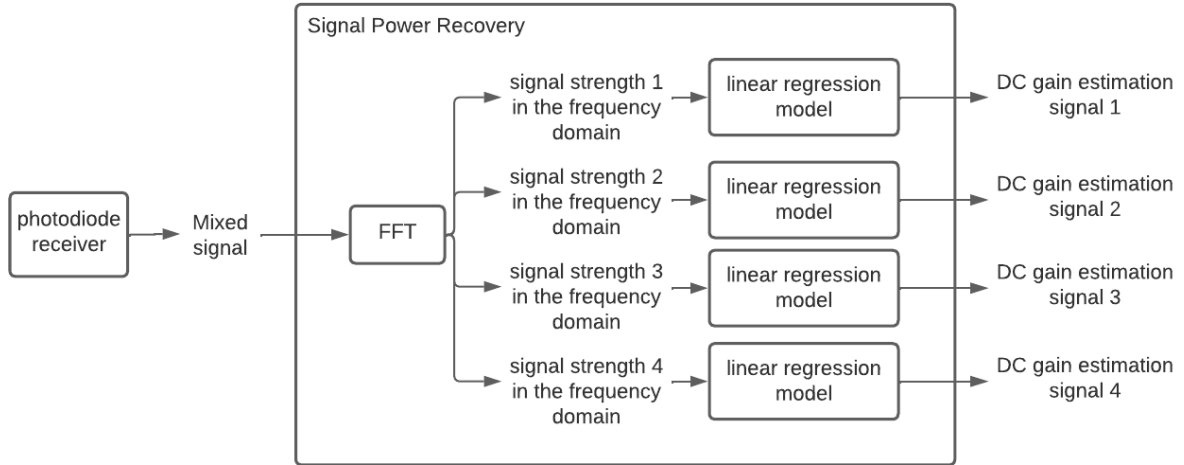 Signal Power Recovery
photodiode
receiver
Mixed
signal
FFT
signal strength 1
in the frequency
domain
linear regression
model
DC gain estimation
signal 1
signal strength 2
in the frequency
domain
linear regression
model
DC gain estimation
signal 2
signal strength 3
in the frequency
domain
linear regression
model
DC gain estimation
signal 3
signal strength 4
in the frequency
domain
linear regression
model
DC gain estimation
signal 4